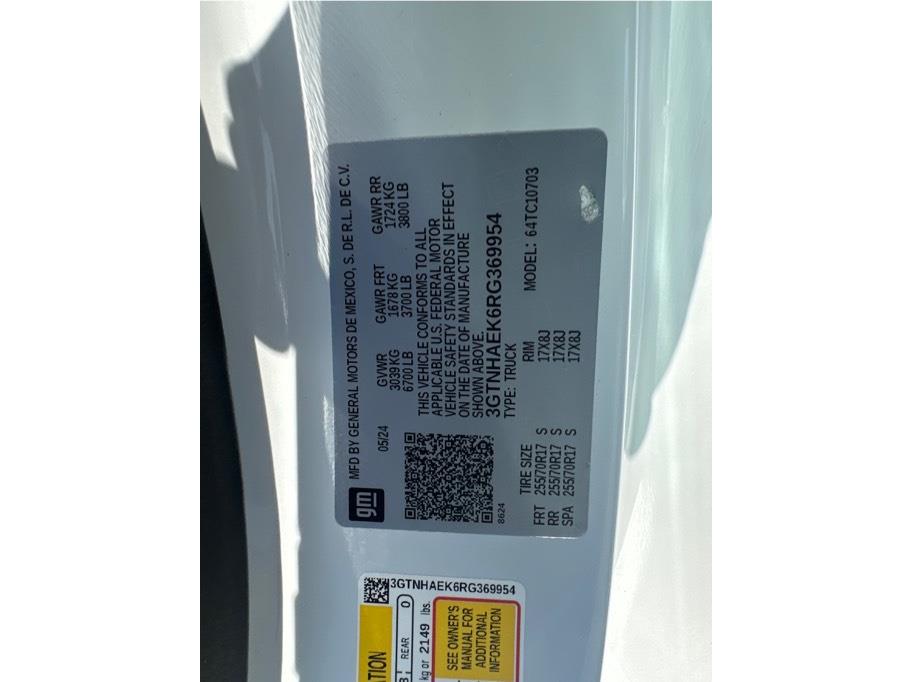 gm
MFD BY GENERAL MOTORS DE MEXICO, S. DE R.L. DE C.V.
05/24
GVWR GAWR FRT GAWR RR
3039 KG 1678 KG 1724 KG
6700 LB 3700 LB 3800 LB
THIS VEHICLE CONFORMS TO ALL
APPLICABLE U.S. FEDERAL MOTOR
VEHICLE SAFETY STANDARDS IN EFFECT
ON THE DATE OF MANUFACTURE
SHOWN ABOVE.
3GTNHAEK6RG369954
TYPE: TRUCK
8624
MODEL: 64TC10703
TIRE SIZE RIM
FRT 255/70R17 S 17X8J
RR 255/70R17 S 17X8J
SPA 255/70R17 S 17X8J
3GTNHAEK6RG369954
REAR 0
kg or 2149 lbs.
SEE OWNER'S
MANUAL FOR
ADDITIONAL
INFORMATION